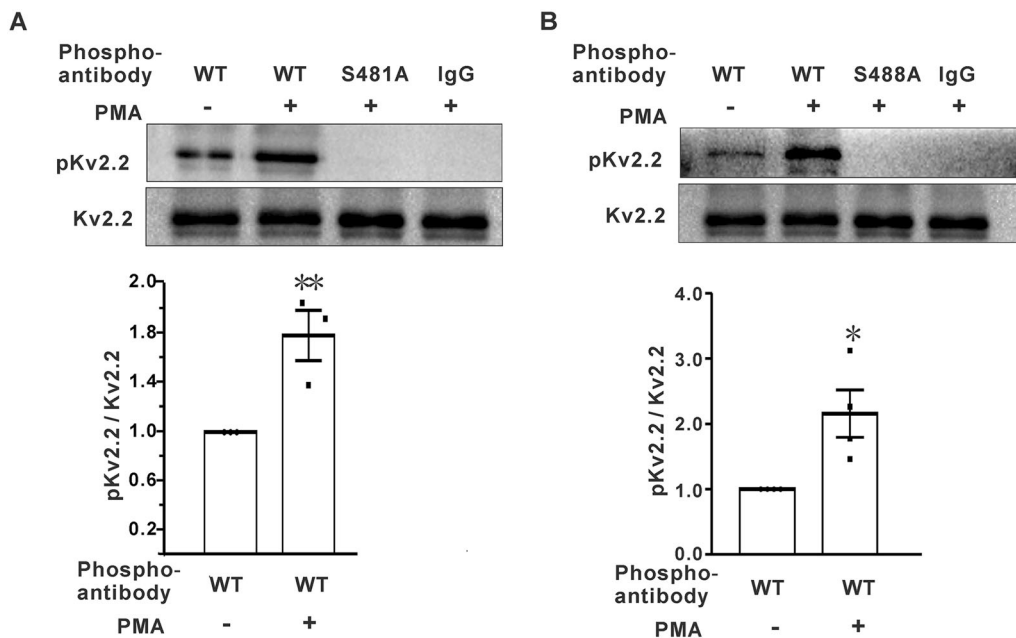 A
Phospho-
antibody WT WT S481A IgG
PMA - + + +
pKv2.2
Kv2.2
2.0
1.8
1.4
1.0
0.6
0.2
pKv2.2 / Kv2.2
**
Phospho-
antibody WT WT
PMA - +
B
Phospho-
antibody WT WT S488A IgG
PMA - + + +
pKv2.2
Kv2.2
4.0
3.0
2.0
1.0
0.0
pKv2.2 / Kv2.2
*
Phospho-
antibody WT WT
PMA - +